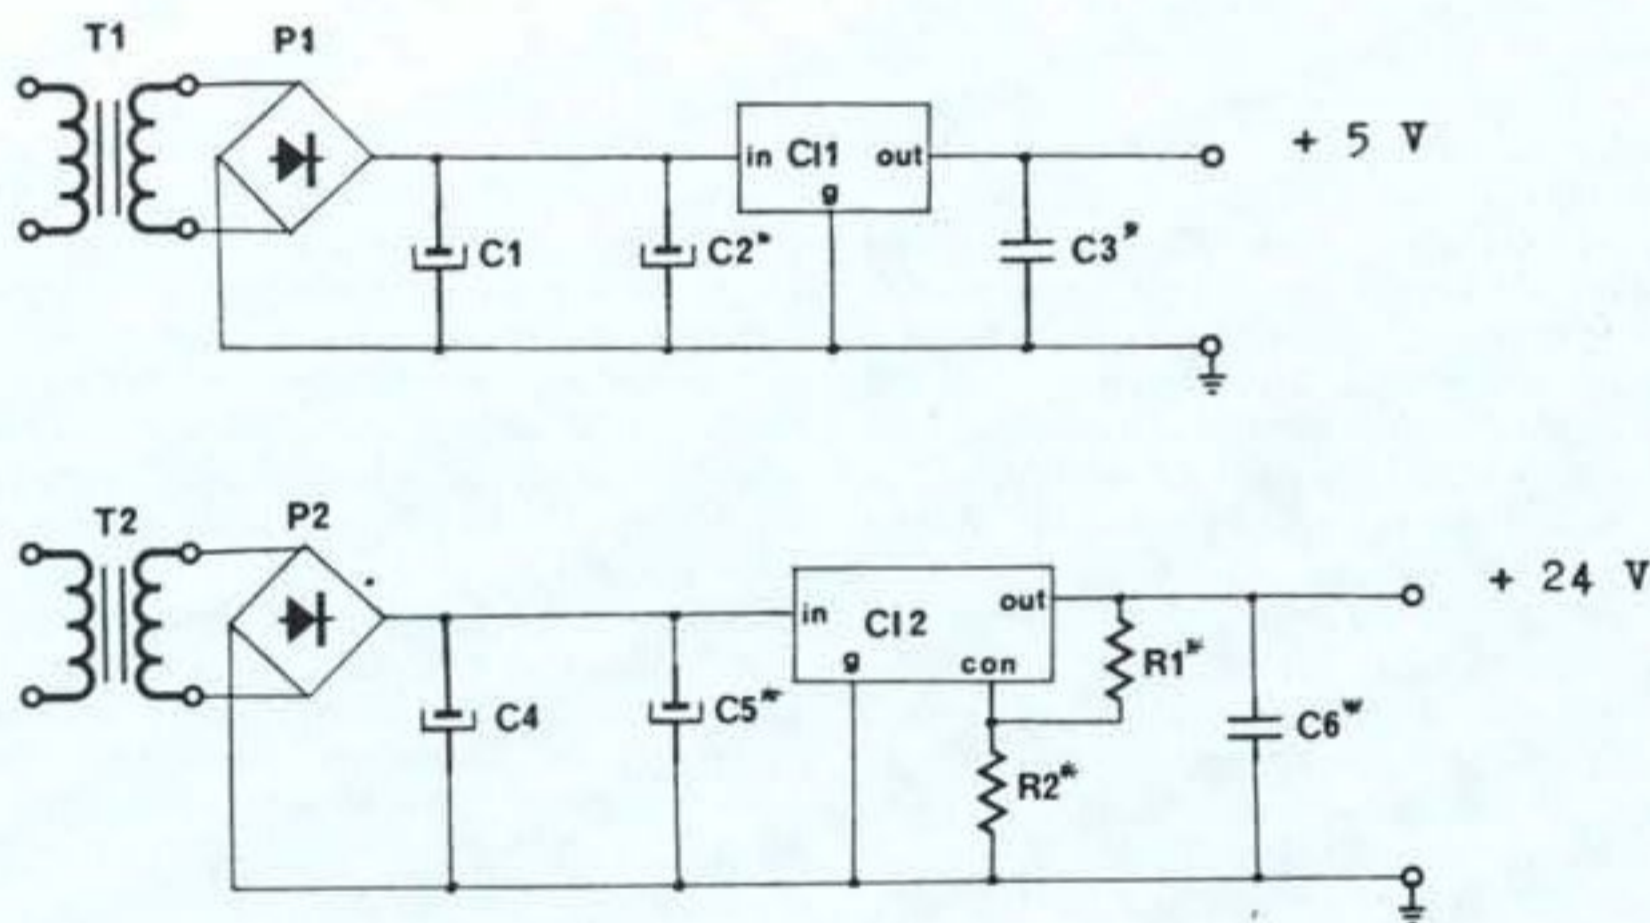 T1 P1
in CI1 out
g
+ 5 V
C1 C2* C3*
T2 P2
in CI2 out
g con
+ 24 V
R1*
C4 C5* C6*
R2*